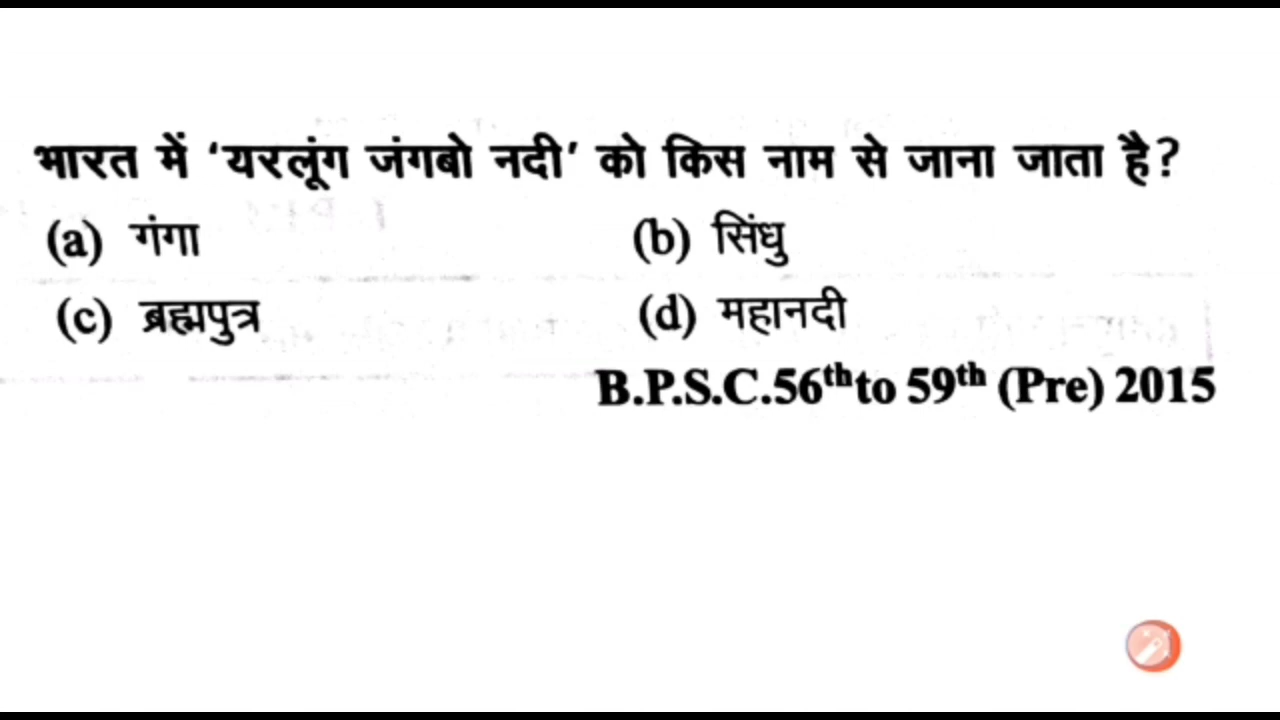 भारत में ‘यरलूंग जंगबो नदी’ को किस नाम से जाना जाता है?
(a) गंगा (b) सिंधु
(c) ब्रह्मपुत्र (d) महानदी
B.P.S.C.56th to 59th (Pre) 2015